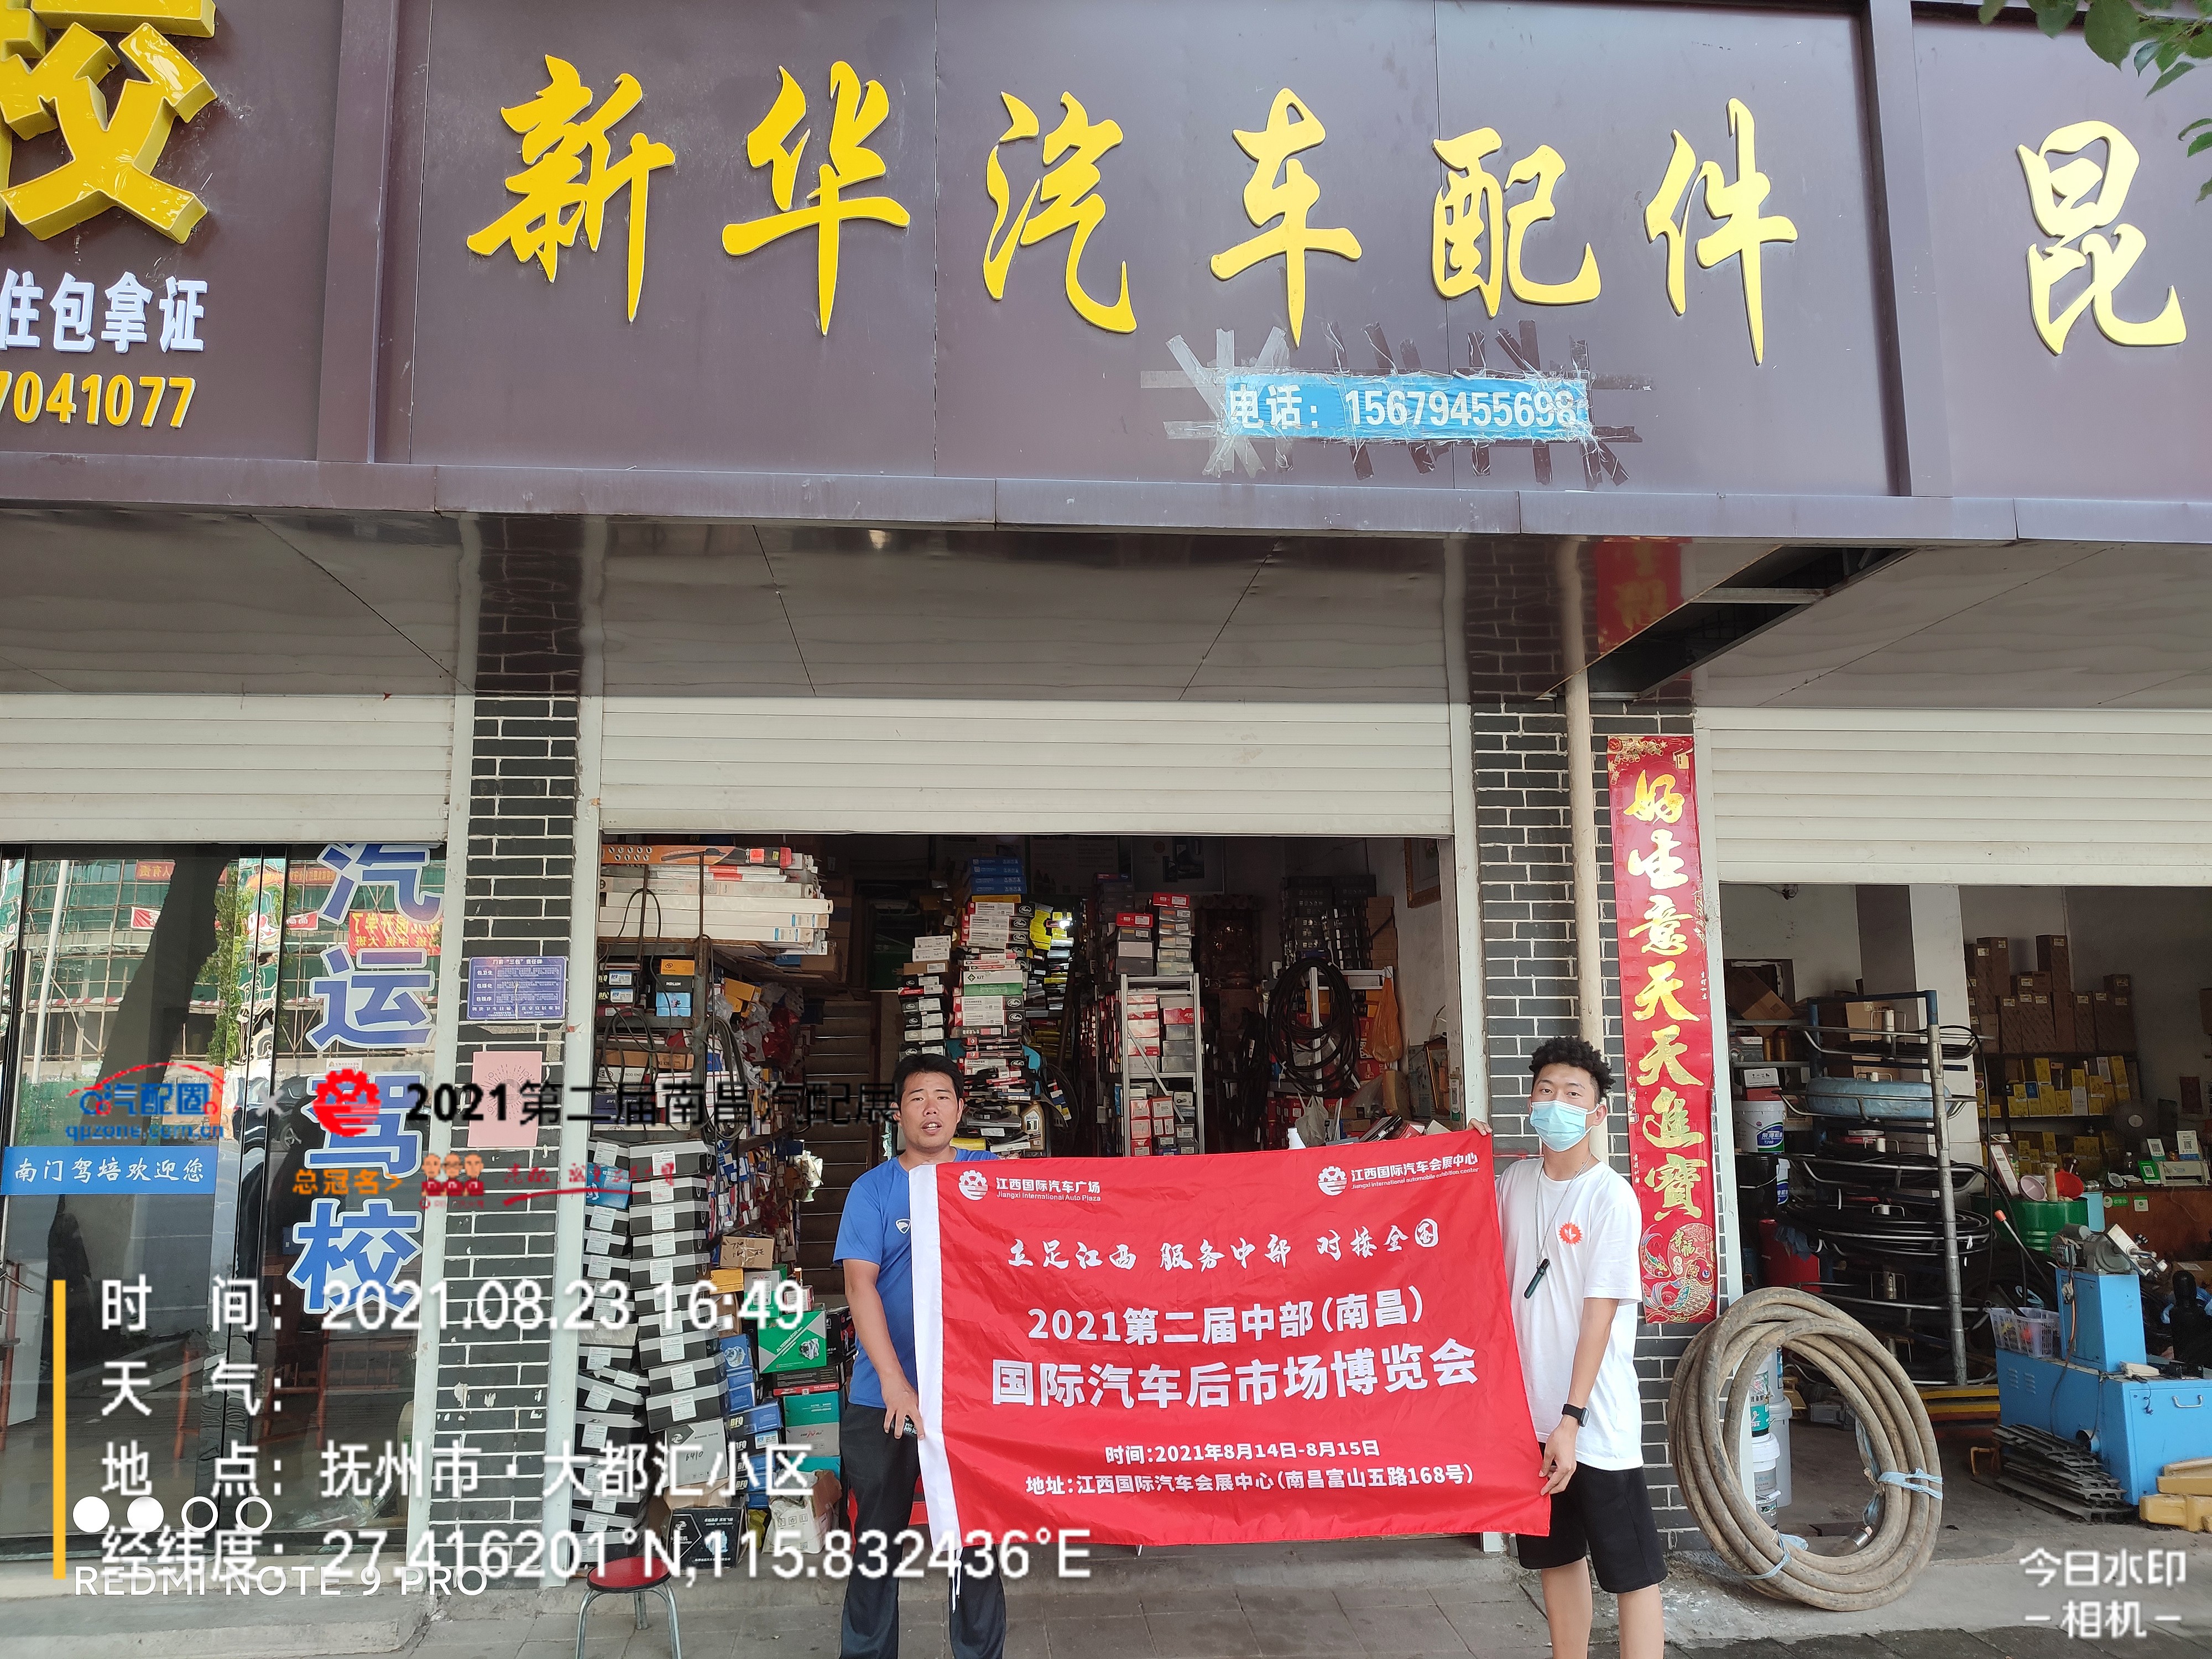 校
住包拿证
7041077
新华汽车配件
电话：15679455698
昆
好生意天天進寶
汽运驾校
南门驾培欢迎您
汽配圈
qpzone.com.cn
×
2021第二届南昌汽配展
总冠名>
江西国际汽车广场
Jiangxi International Auto Plaza
江西国际汽车会展中心
Jiangxi international automobile exhibition center
立足江西 服务中部 对接全国
2021第二届中部(南昌)
国际汽车后市场博览会
时间:2021年8月14日-8月15日
地址:江西国际汽车会展中心(南昌富山五路168号)
时 间：2021.08.23 16:49
天 气：
地 点：抚州市·大都汇小区
经纬度：27.416201°N,115.832436°E
REDMI NOTE 9 PRO
今日水印
-相机-